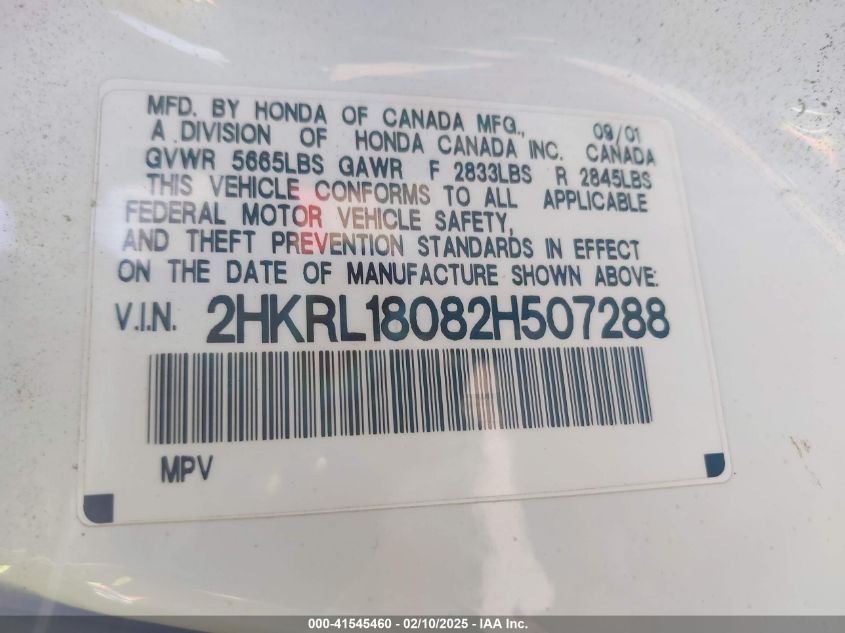 MFD. BY HONDA OF CANADA MFG., 09/01
A DIVISION OF HONDA CANADA INC. CANADA
GVWR 5665LBS GAWR F 2833LBS R 2845LBS
THIS VEHICLE CONFORMS TO ALL APPLICABLE
FEDERAL MOTOR VEHICLE SAFETY,
AND THEFT PREVENTION STANDARDS IN EFFECT
ON THE DATE OF MANUFACTURE SHOWN ABOVE:
V.I.N. 2HKRL18082H507288
MPV
000-41545460 - 02/10/2025 - IAA Inc.